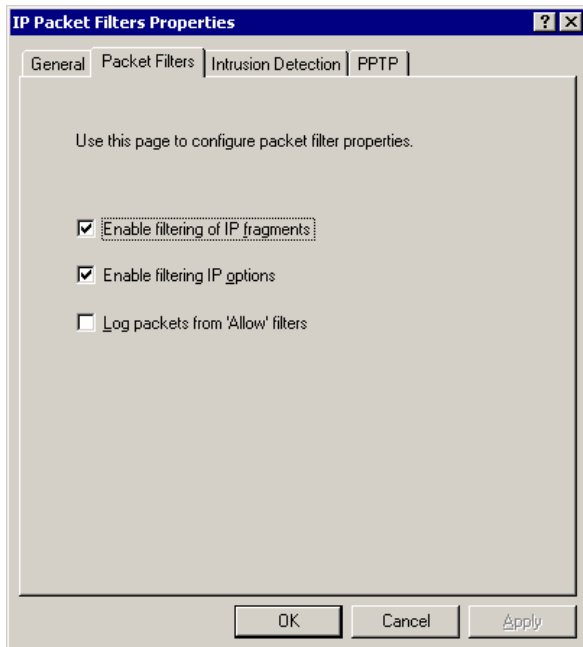 IP Packet Filters Properties
General Packet Filters Intrusion Detection PPTP
Use this page to configure packet filter properties.
Enable filtering of IP fragments
Enable filtering IP options
Log packets from 'Allow' filters
OK Cancel Apply